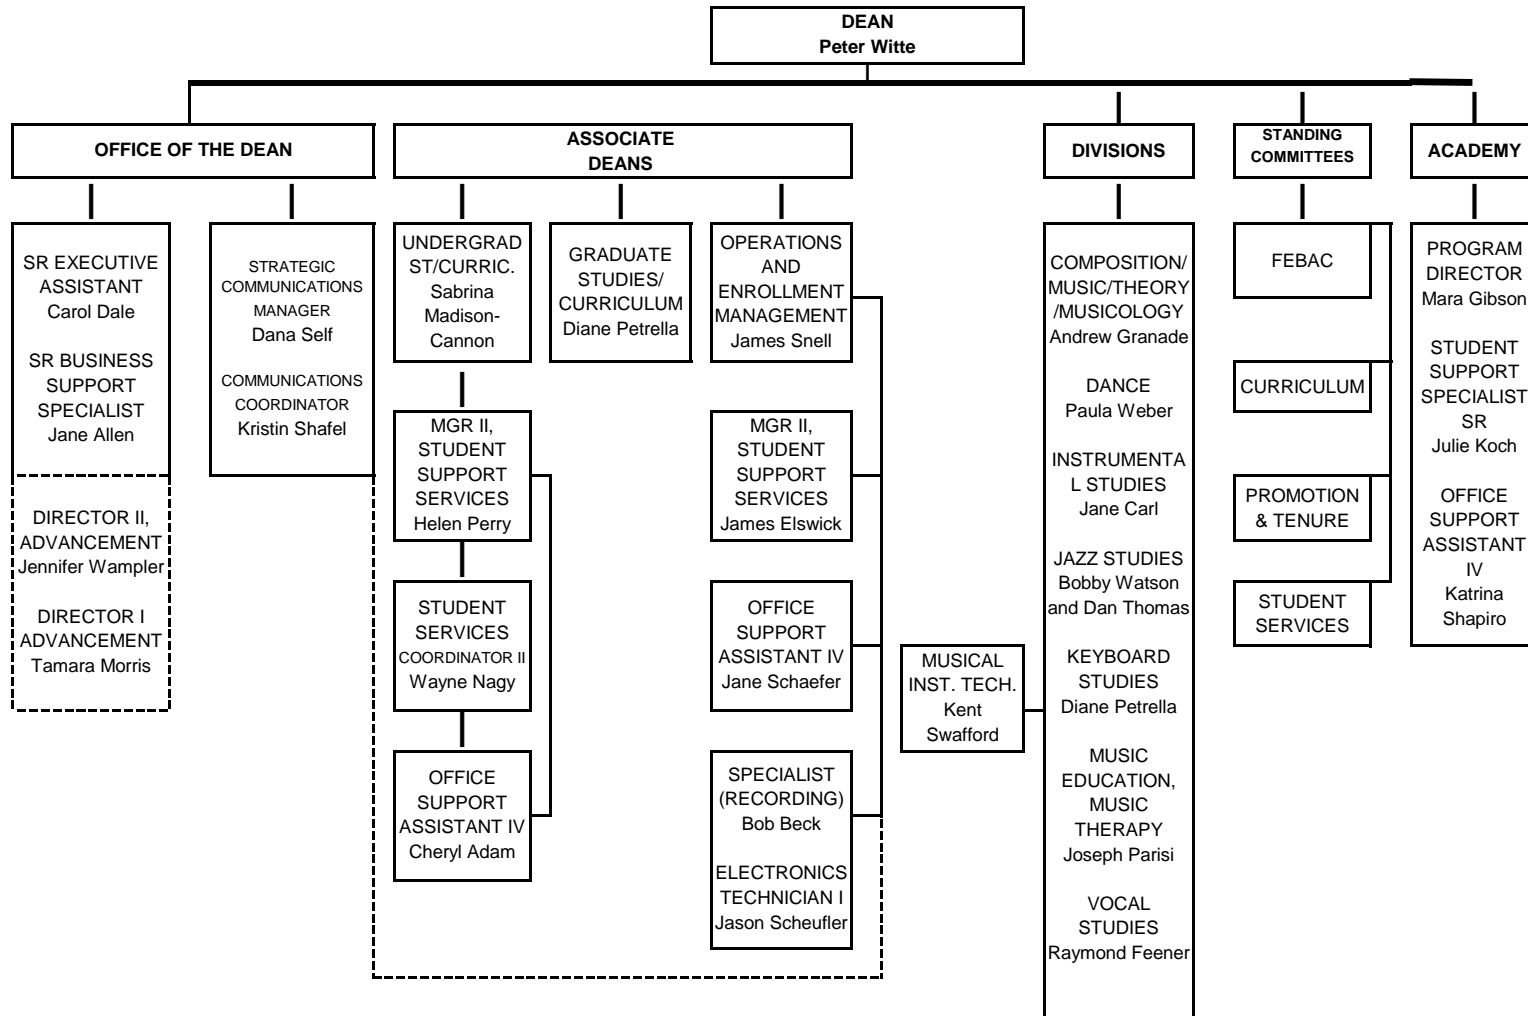 DEAN
Peter Witte
OFFICE OF THE DEAN
ASSOCIATE
DEANS
DIVISIONS
STANDING
COMMITTEES
ACADEMY
SR EXECUTIVE
ASSISTANT
Carol Dale
SR BUSINESS
SUPPORT
SPECIALIST
Jane Allen
DIRECTOR II,
ADVANCEMENT
Jennifer Wampler
DIRECTOR I
ADVANCEMENT
Tamara Morris
STRATEGIC
COMMUNICATIONS
MANAGER
Dana Self
COMMUNICATIONS
COORDINATOR
Kristin Shafel
UNDERGRAD
ST/CURRIC.
Sabrina
Madison-
Cannon
MGR II,
STUDENT
SUPPORT
SERVICES
Helen Perry
STUDENT
SERVICES
COORDINATOR II
Wayne Nagy
OFFICE
SUPPORT
ASSISTANT IV
Cheryl Adam
GRADUATE
STUDIES/
CURRICULUM
Diane Petrella
OPERATIONS
AND
ENROLLMENT
MANAGEMENT
James Snell
MGR II,
STUDENT
SUPPORT
SERVICES
James Elswick
OFFICE
SUPPORT
ASSISTANT IV
Jane Schaefer
SPECIALIST
(RECORDING)
Bob Beck
ELECTRONICS
TECHNICIAN I
Jason Scheufler
MUSICAL
INST. TECH.
Kent
Swafford
COMPOSITION/
MUSIC/THEORY
/MUSICOLOGY
Andrew Granade
DANCE
Paula Weber
INSTRUMENTA
L STUDIES
Jane Carl
JAZZ STUDIES
Bobby Watson
and Dan Thomas
KEYBOARD
STUDIES
Diane Petrella
MUSIC
EDUCATION,
MUSIC
THERAPY
Joseph Parisi
VOCAL
STUDIES
Raymond Feener
FEBAC
CURRICULUM
PROMOTION
& TENURE
STUDENT
SERVICES
PROGRAM
DIRECTOR
Mara Gibson
STUDENT
SUPPORT
SPECIALIST
SR
Julie Koch
OFFICE
SUPPORT
ASSISTANT
IV
Katrina
Shapiro